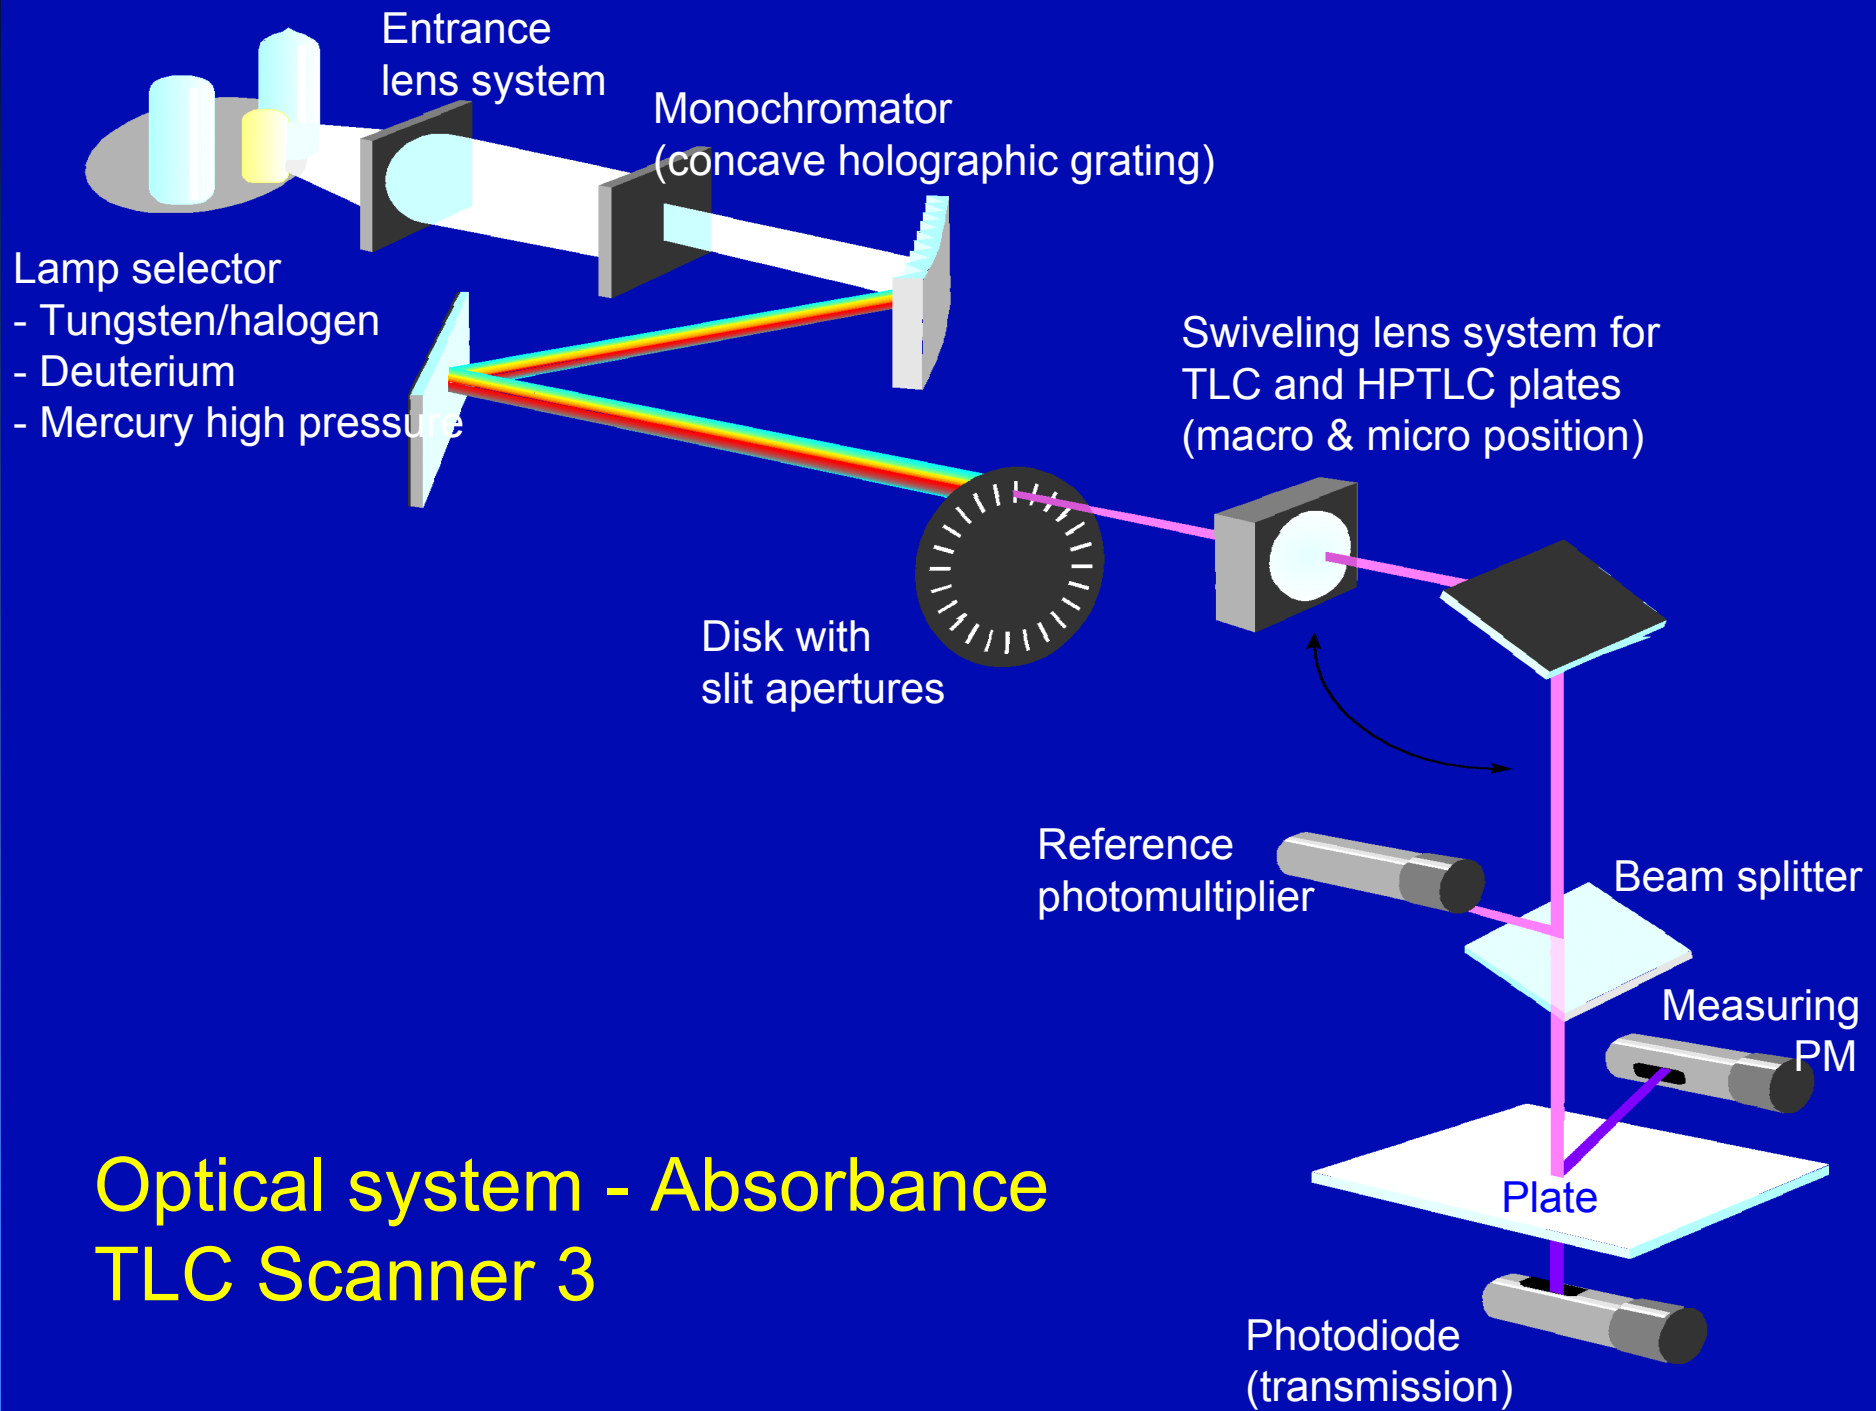 Entrance
lens system
Monochromator
(concave holographic grating)
Lamp selector
- Tungsten/halogen
- Deuterium
- Mercury high pressure
Swiveling lens system for
TLC and HPTLC plates
(macro & micro position)
Disk with
slit apertures
Reference
photomultiplier
Beam splitter
Measuring
PM
Plate
Optical system - Absorbance
TLC Scanner 3
Photodiode
(transmission)